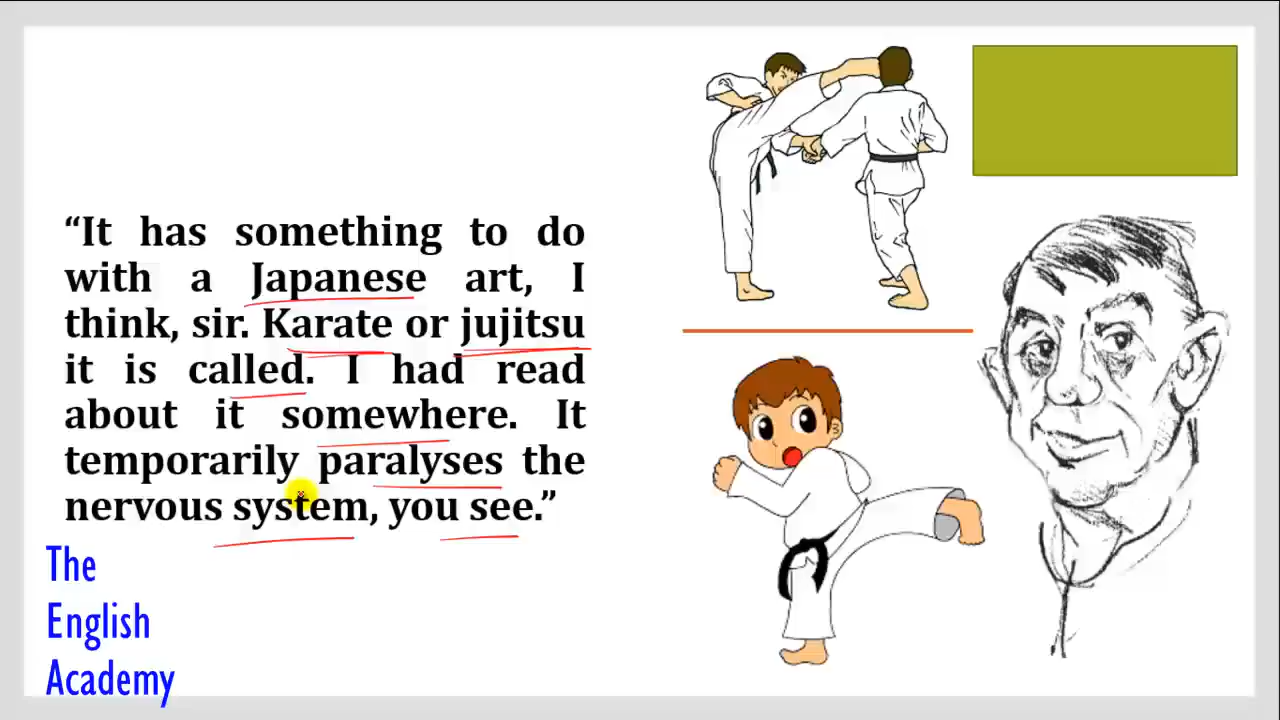 “It has something to do
with a Japanese art, I
think, sir. Karate or jujitsu
it is called. I had read
about it somewhere. It
temporarily paralyses the
nervous system, you see.”
The
English
Academy